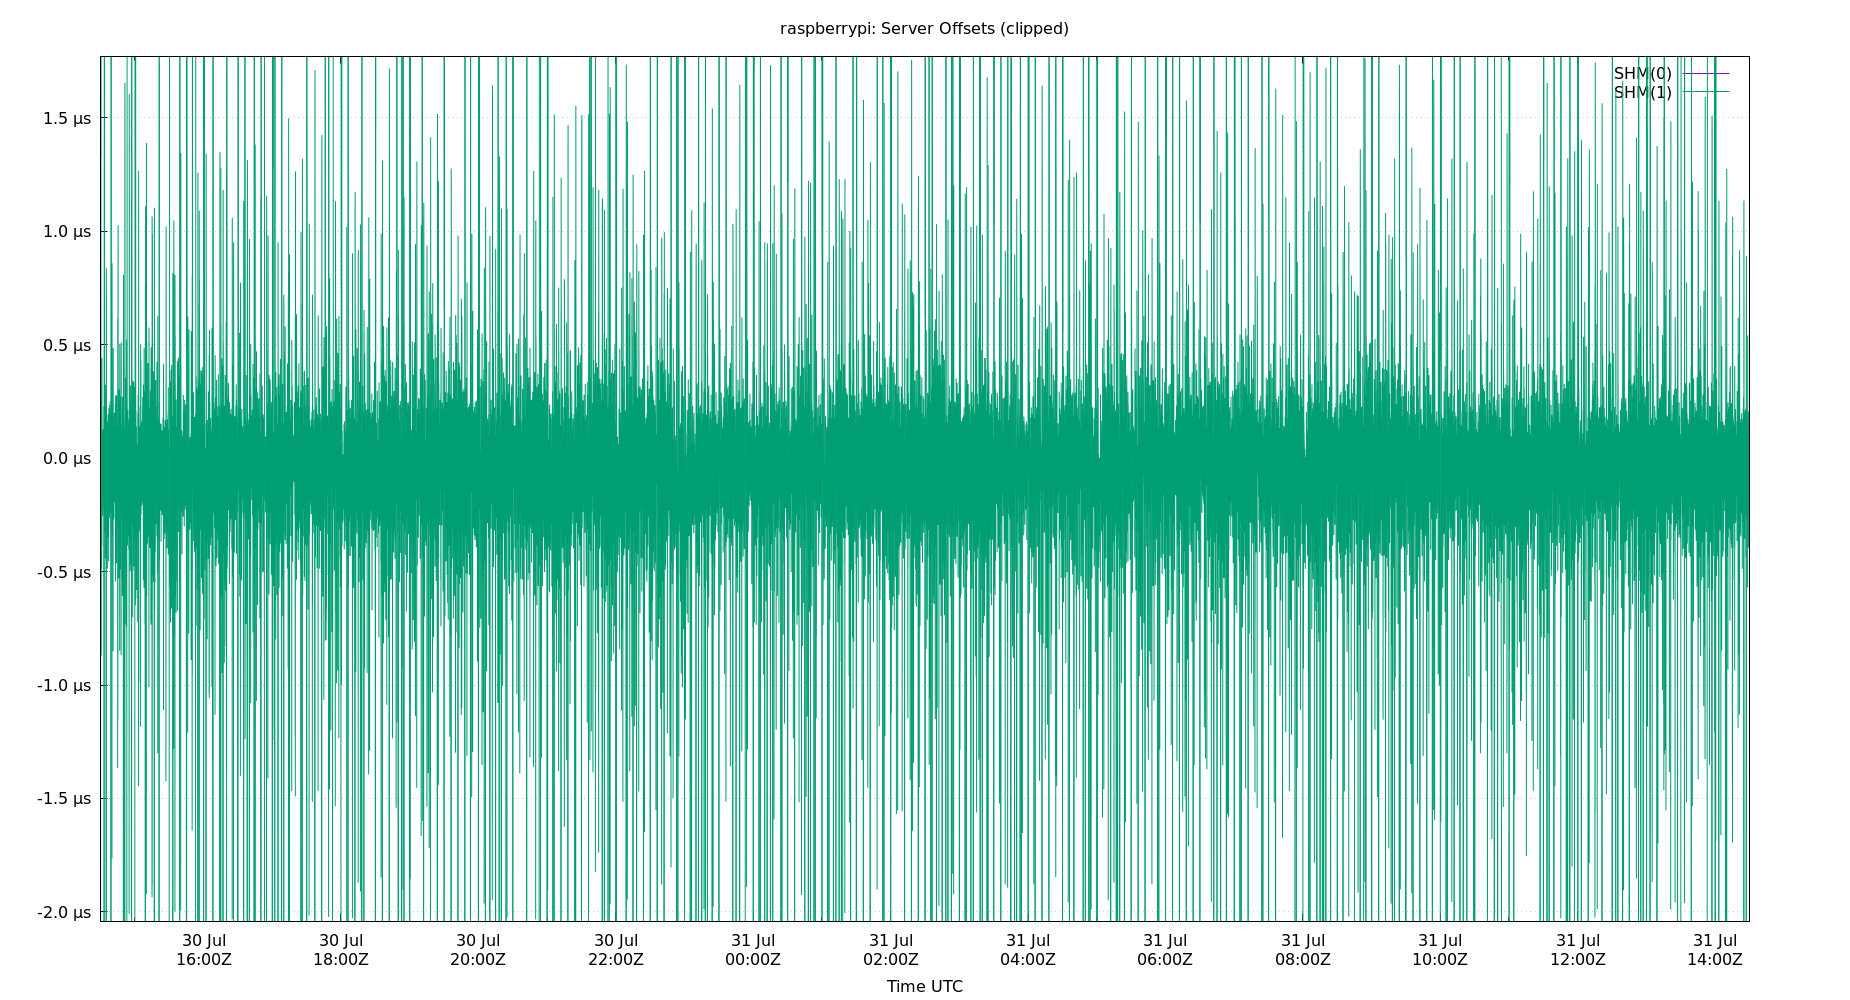 raspberrypi: Server Offsets (clipped)
SHM(0)
SHM(1)
1.5 µs
1.0 µs
0.5 µs
0.0 µs
-0.5 µs
-1.0 µs
-1.5 µs
-2.0 µs
30 Jul 30 Jul 30 Jul 30 Jul 31 Jul 31 Jul 31 Jul 31 Jul 31 Jul 31 Jul 31 Jul 31 Jul
16:00Z 18:00Z 20:00Z 22:00Z 00:00Z 02:00Z 04:00Z 06:00Z 08:00Z 10:00Z 12:00Z 14:00Z
Time UTC